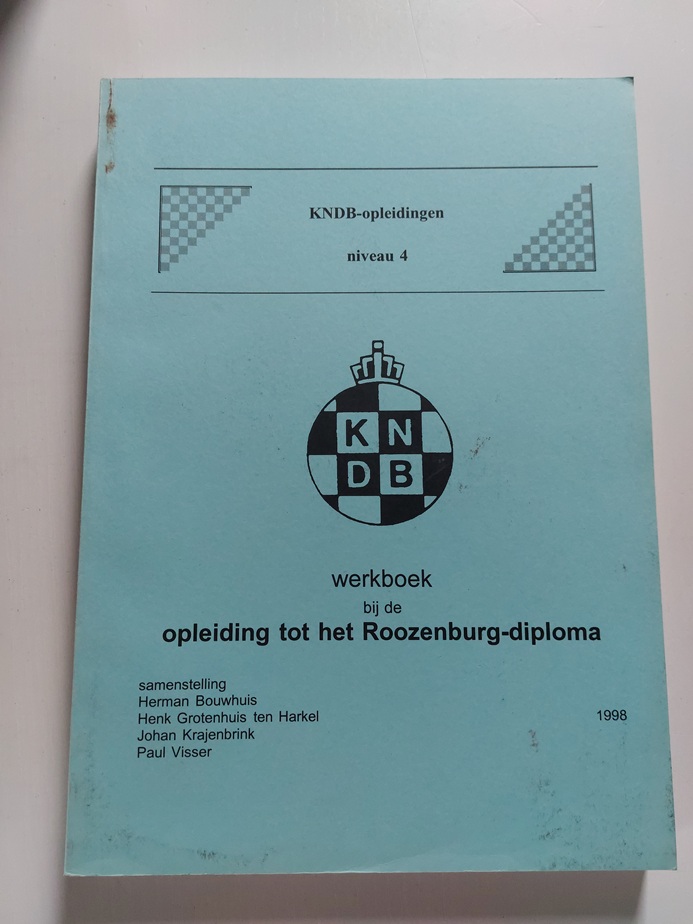 KNDB-opleidingen
niveau 4
K N
D B
werkboek
bij de
opleiding tot het Roozenburg-diploma
samenstelling
Herman Bouwhuis
Henk Grotenhuis ten Harkel 1998
Johan Krajenbrink
Paul Visser